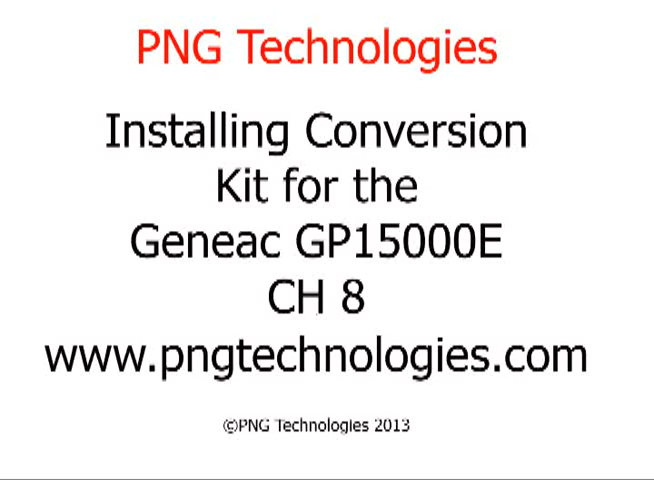 PNG Technologies
Installing Conversion
Kit for the
Geneac GP15000E
CH 8
www.pngtechnologies.com
©PNG Technologies 2013